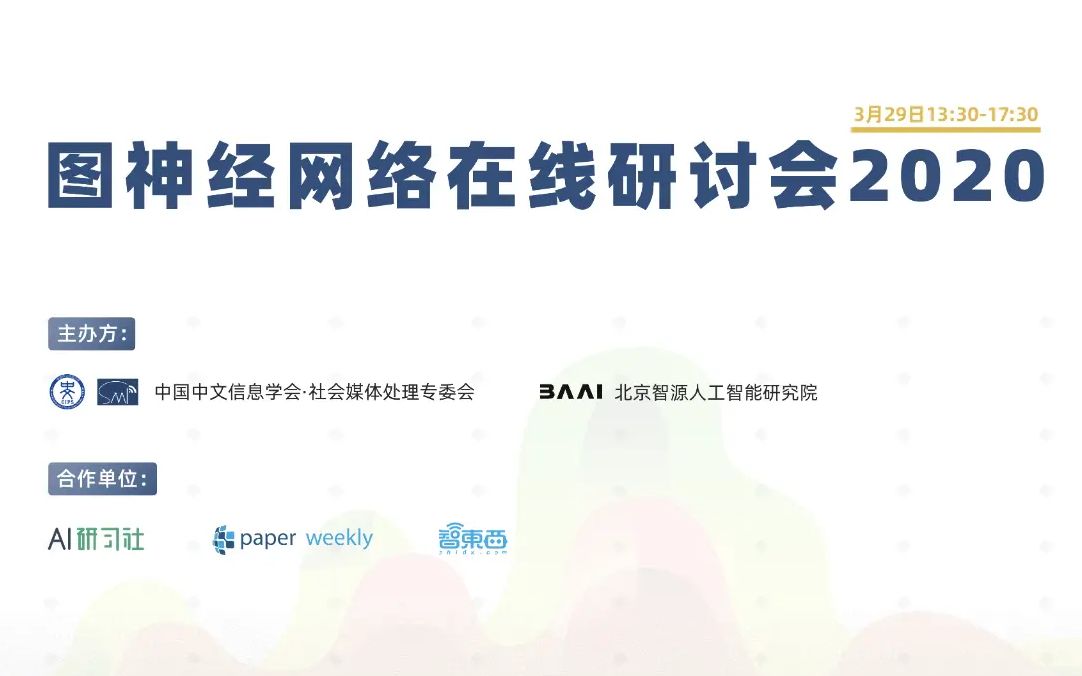 3月29日13:30-17:30
图神经网络在线研讨会2020
主办方：
CIPS SMP 中国中文信息学会·社会媒体处理专委会 BAAI 北京智源人工智能研究院
合作单位：
AI研习社 paper weekly 智東西
zhidx.com